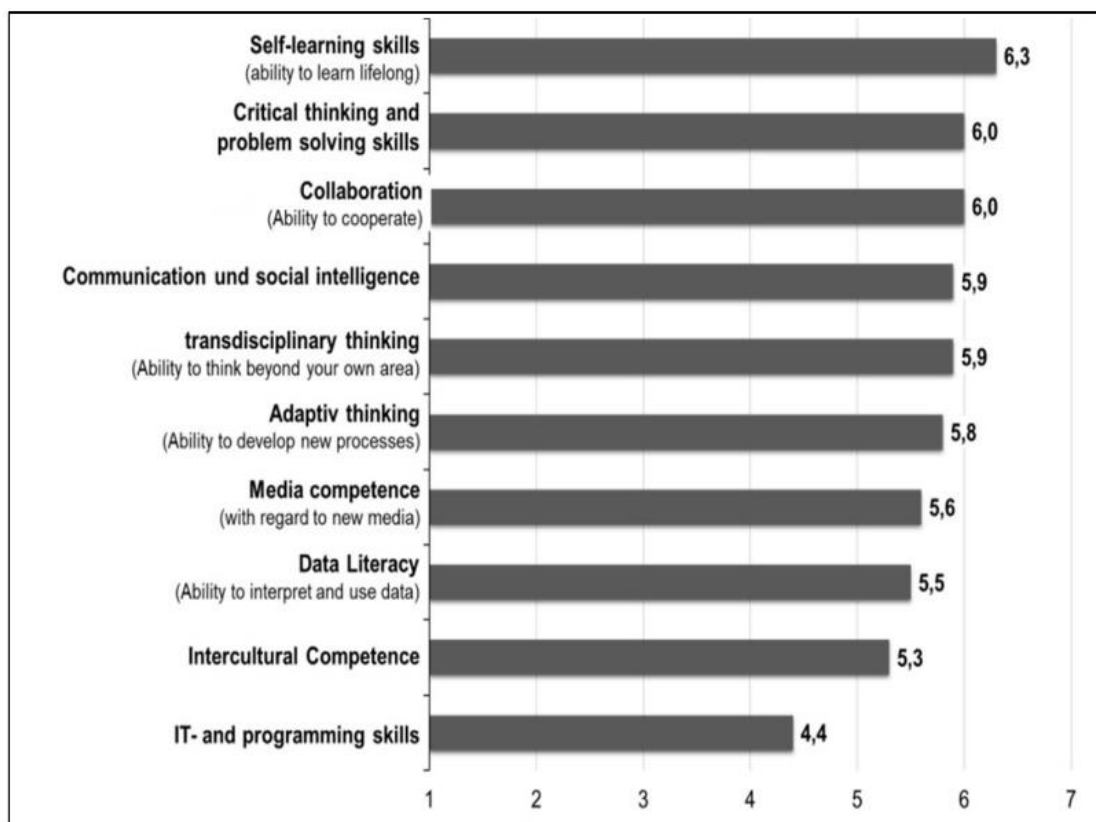 Self-learning skills
(ability to learn lifelong)
6,3
Critical thinking and
problem solving skills
6,0
Collaboration
(Ability to cooperate)
6,0
Communication und social intelligence
5,9
transdisciplinary thinking
(Ability to think beyond your own area)
5,9
Adaptiv thinking
(Ability to develop new processes)
5,8
Media competence
(with regard to new media)
5,6
Data Literacy
(Ability to interpret and use data)
5,5
Intercultural Competence
5,3
IT- and programming skills
4,4
1 2 3 4 5 6 7